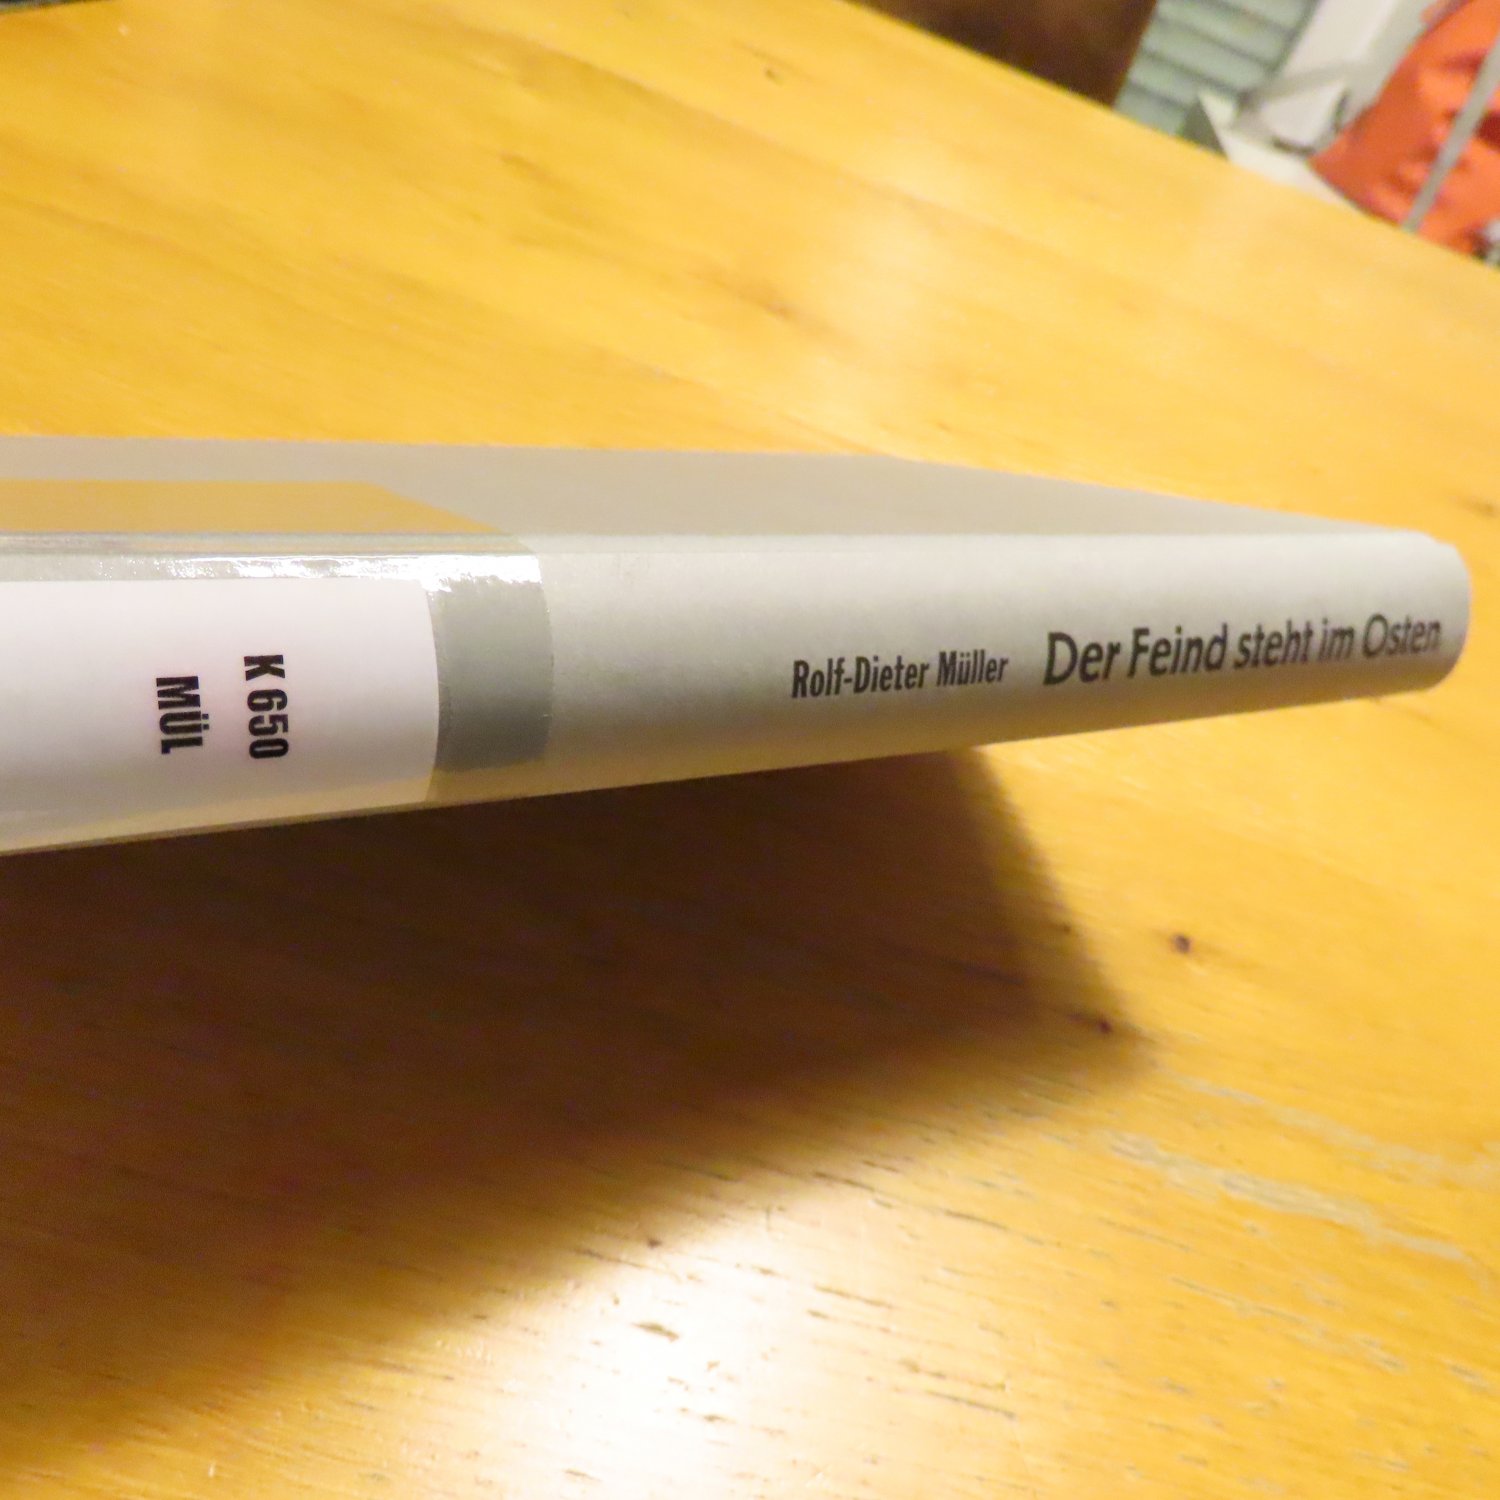 Rolf-Dieter Müller Der Feind steht im Osten
K 650
MÜL